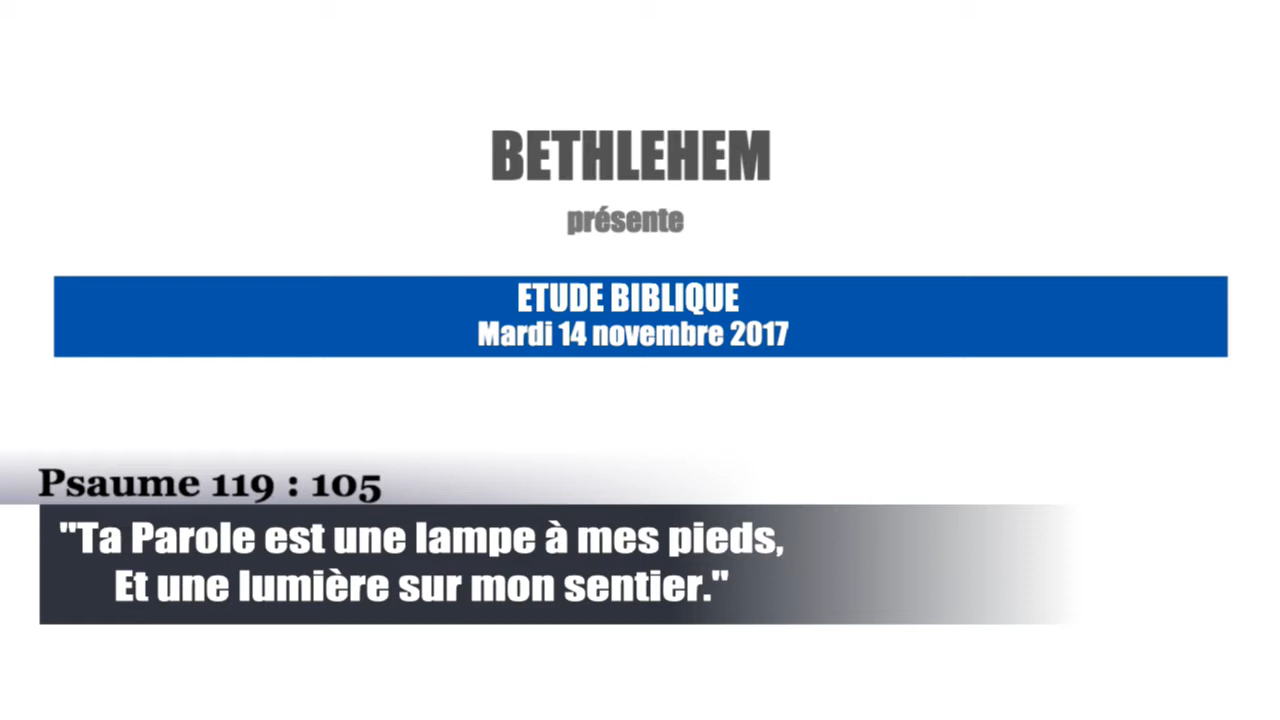 BETHLEHEM
présente
ETUDE BIBLIQUE
Mardi 14 novembre 2017
Psaume 119 : 105
"Ta Parole est une lampe à mes pieds,
Et une lumière sur mon sentier."